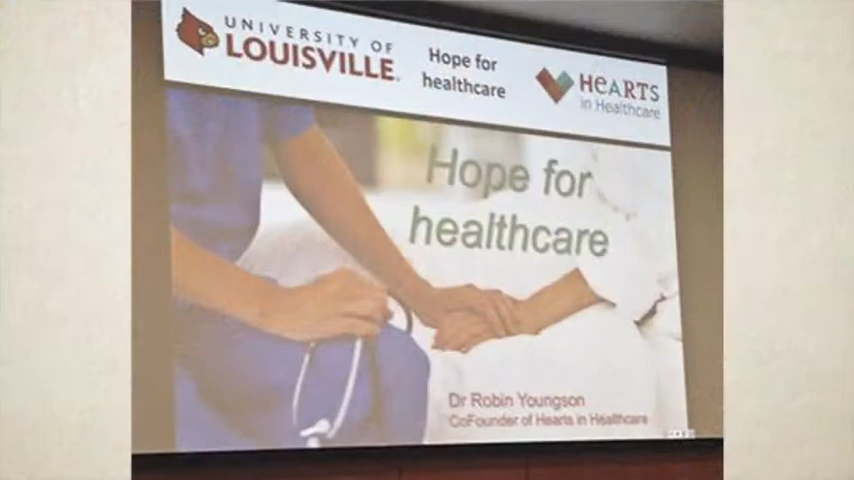 UNIVERSITY OF
LOUISVILLE
Hope for
healthcare
HeARTS
in Healthcare
Hope for
healthcare
Dr Robin Youngson
CoFounder of Hearts in Healthcare